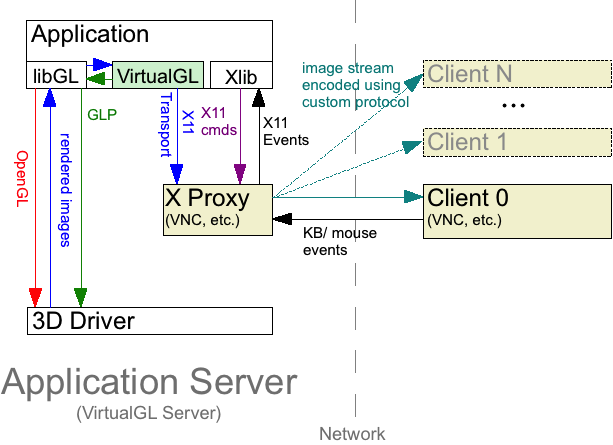 Application
libGL
VirtualGL
Xlib
image stream
encoded using
custom protocol
Client N
...
Client 1
GLP
X11
Transport
X11
cmds
X11
Events
OpenGL
rendered images
X Proxy
(VNC, etc.)
Client 0
(VNC, etc.)
KB/ mouse
events
3D Driver
Application Server
(VirtualGL Server)
Network